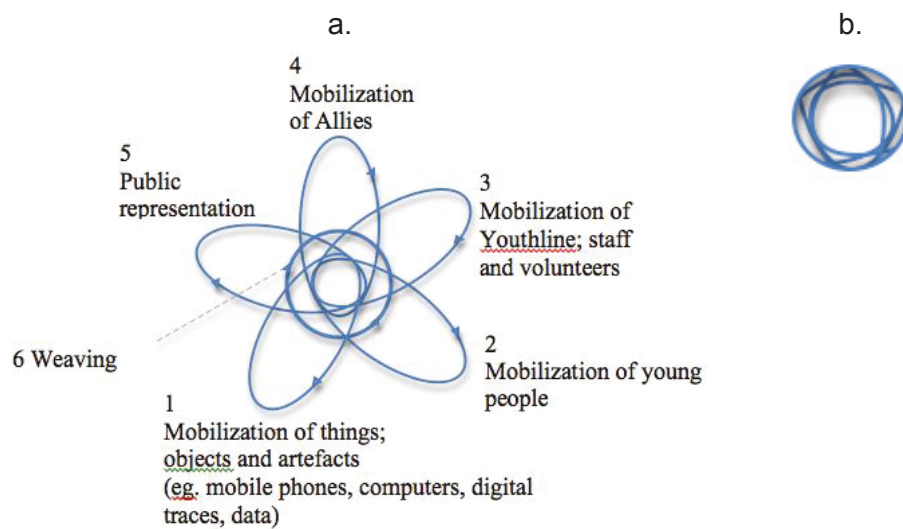 a.
b.
4
Mobilization
of Allies
5
Public
representation
3
Mobilization of
Youthline; staff
and volunteers
6 Weaving
2
Mobilization of young
people
1
Mobilization of things;
objects and artefacts
(eg. mobile phones, computers, digital
traces, data)